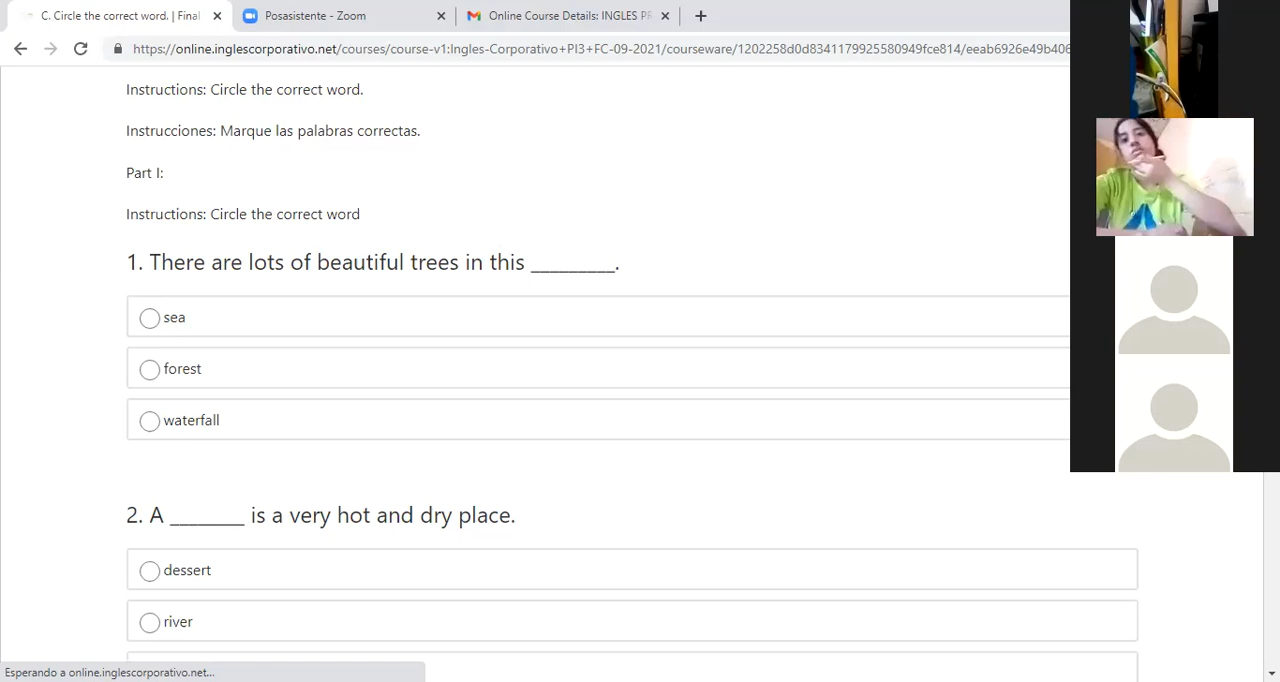 C. Circle the correct word. | Final
Posasistente - Zoom
Online Course Details: INGLES PR
https://online.inglescorporativo.net/courses/course-v1:Ingles-Corporativo+PI3+FC-09-2021/courseware/1202258d0d8341179925580949fce814/eeab6926e49b406
Instructions: Circle the correct word.
Instrucciones: Marque las palabras correctas.
Part I:
Instructions: Circle the correct word
1. There are lots of beautiful trees in this _________.
sea
forest
waterfall
2. A ________ is a very hot and dry place.
dessert
river
Esperando a online.inglescorporativo.net...